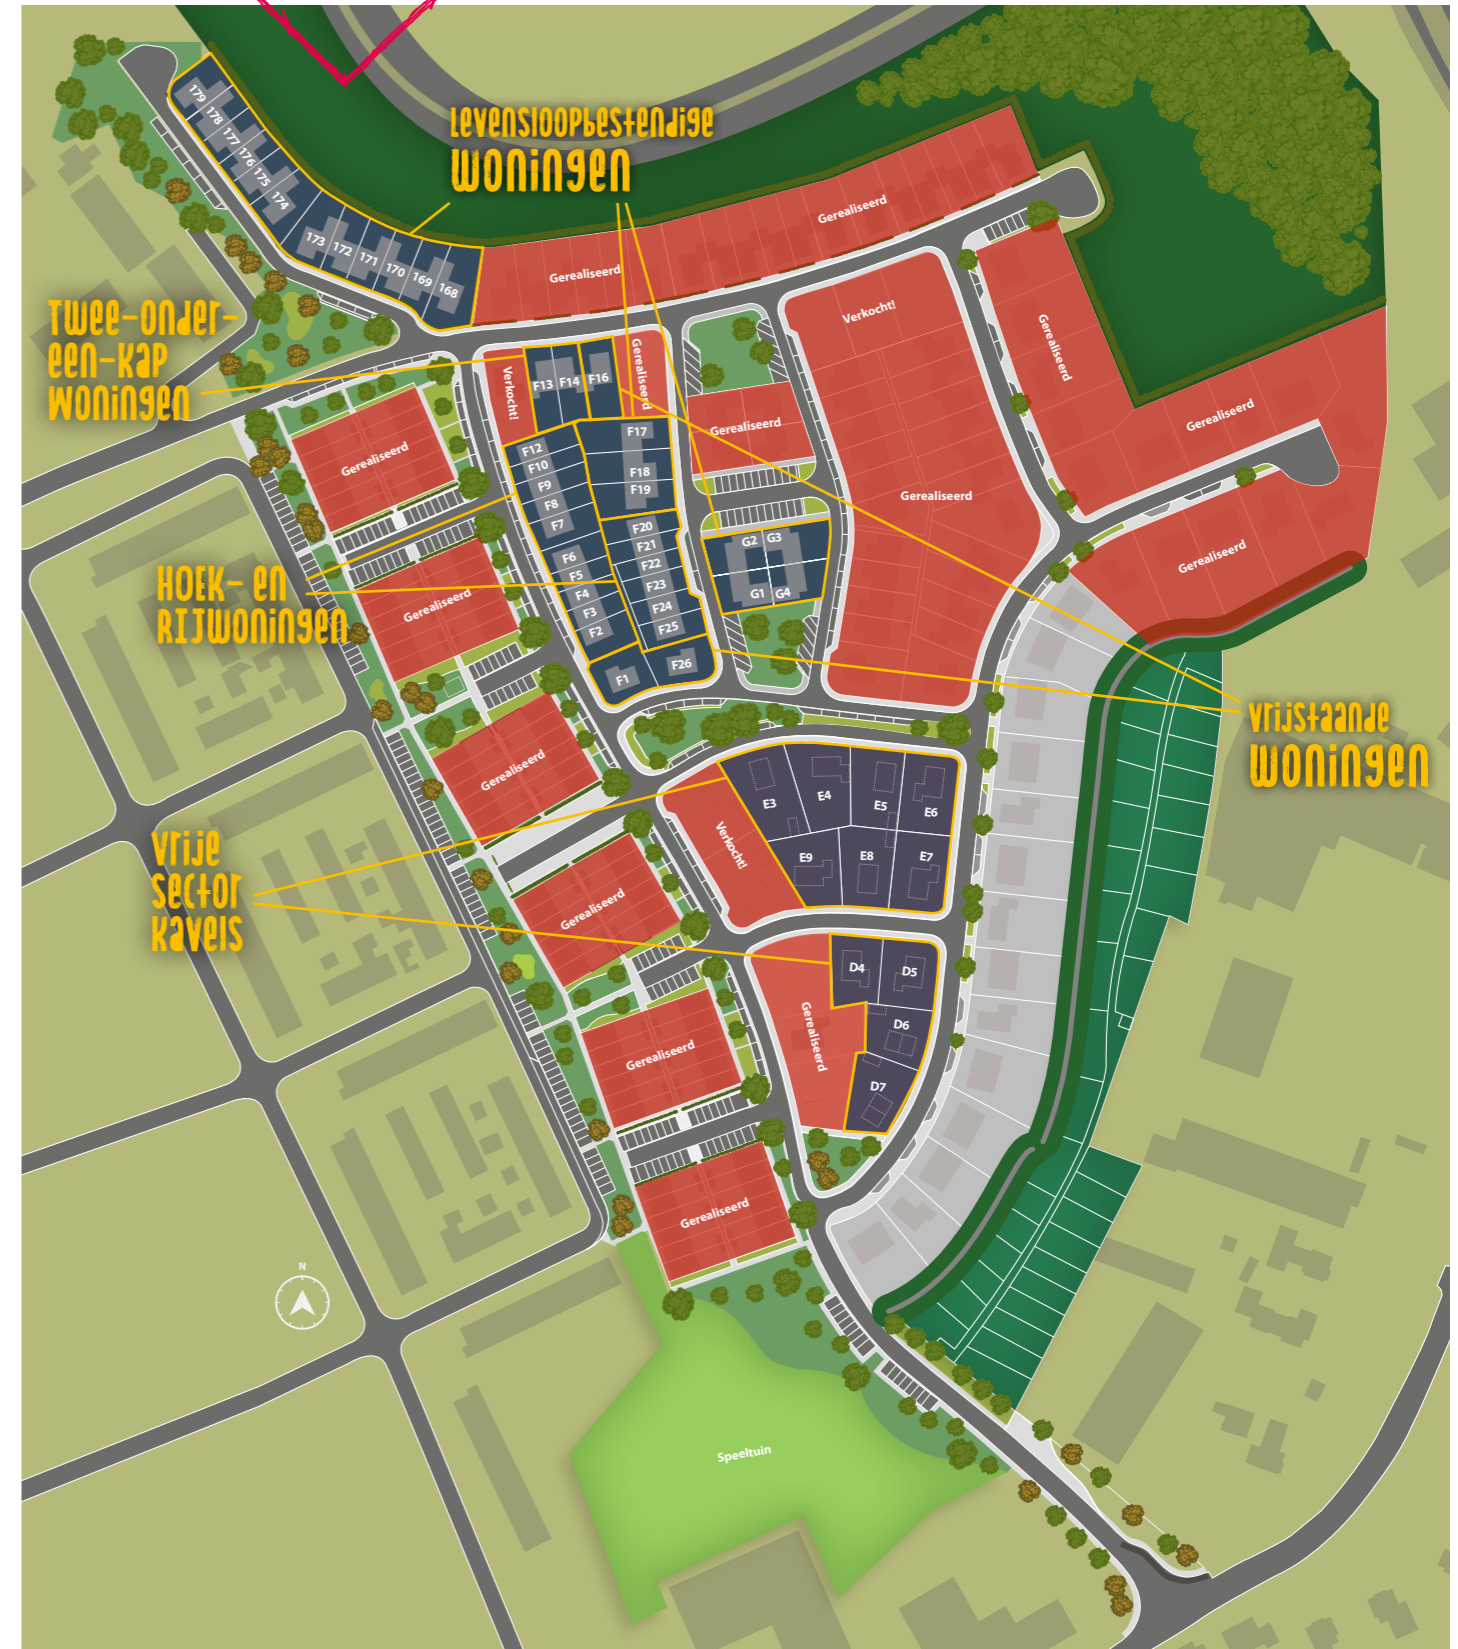 179
178
177
176
175
174
173
172
171
170
169
168
Levensloopbestendige
Woningen
Gerealiseerd
Gerealiseerd
Verkocht!
Gerealiseerd
Gerealiseerd
Gerealiseerd
Gerealiseerd
Twee-onder-
een-kap
woningen
Verkocht!
F13
F14
F16
Gerealiseerd
Gerealiseerd
Gerealiseerd
F12
F10
F9
F8
F7
F6
F5
F4
F3
F2
F1
F17
F18
F19
F20
F21
F22
F23
F24
F25
F26
G2
G3
G1
G4
Hoek- en
Rijwoningen
Gerealiseerd
Vrijstaande
Woningen
Gerealiseerd
Vrije
sector
kavels
Verkocht!
E3
E4
E5
E6
E9
E8
E7
Gerealiseerd
D4
D5
D6
D7
Gerealiseerd
Gerealiseerd
Gerealiseerd
N
Speeltuin